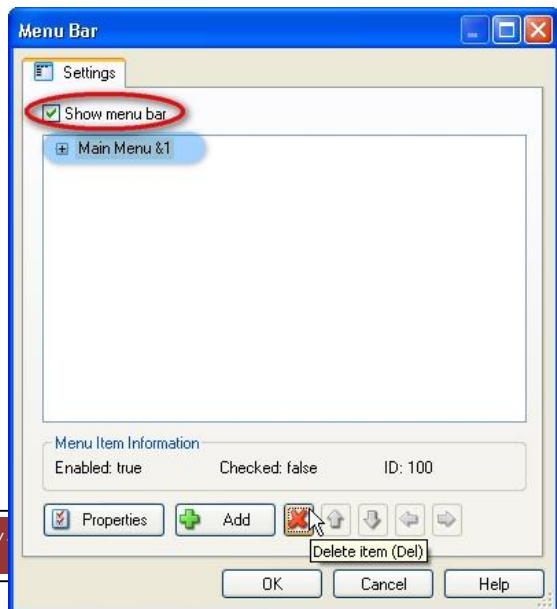 Menu Bar
Settings
Show menu bar
Main Menu &1
Menu Item Information
Enabled: true Checked: false ID: 100
Properties Add
Delete item (Del)
OK Cancel Help